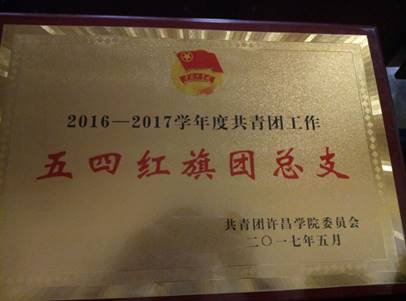 2016—2017学年度共青团工作
五四红旗团总支
共青团许昌学院委员会
二〇一七年五月